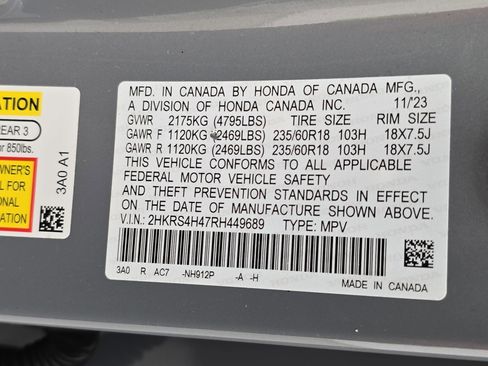 ATION
EAR 3
or 850lbs.
WNER'S
L FOR
ONAL
TION
3A0 A1
MFD. IN CANADA BY HONDA OF CANADA MFG.,
A DIVISION OF HONDA CANADA INC. 11/'23
GVWR 2175KG (4795LBS) TIRE SIZE RIM SIZE
GAWR F 1120KG (2469LBS) 235/60R18 103H 18X7.5J
GAWR R 1120KG (2469LBS) 235/60R18 103H 18X7.5J
THIS VEHICLE CONFORMS TO ALL APPLICABLE
FEDERAL MOTOR VEHICLE SAFETY
AND THEFT PREVENTION STANDARDS IN EFFECT
ON THE DATE OF MANUFACTURE SHOWN ABOVE.
V.I.N.: 2HKRS4H47RH449689 TYPE: MPV
3A0 R AC7 -NH912P -A -H
MADE IN CANADA